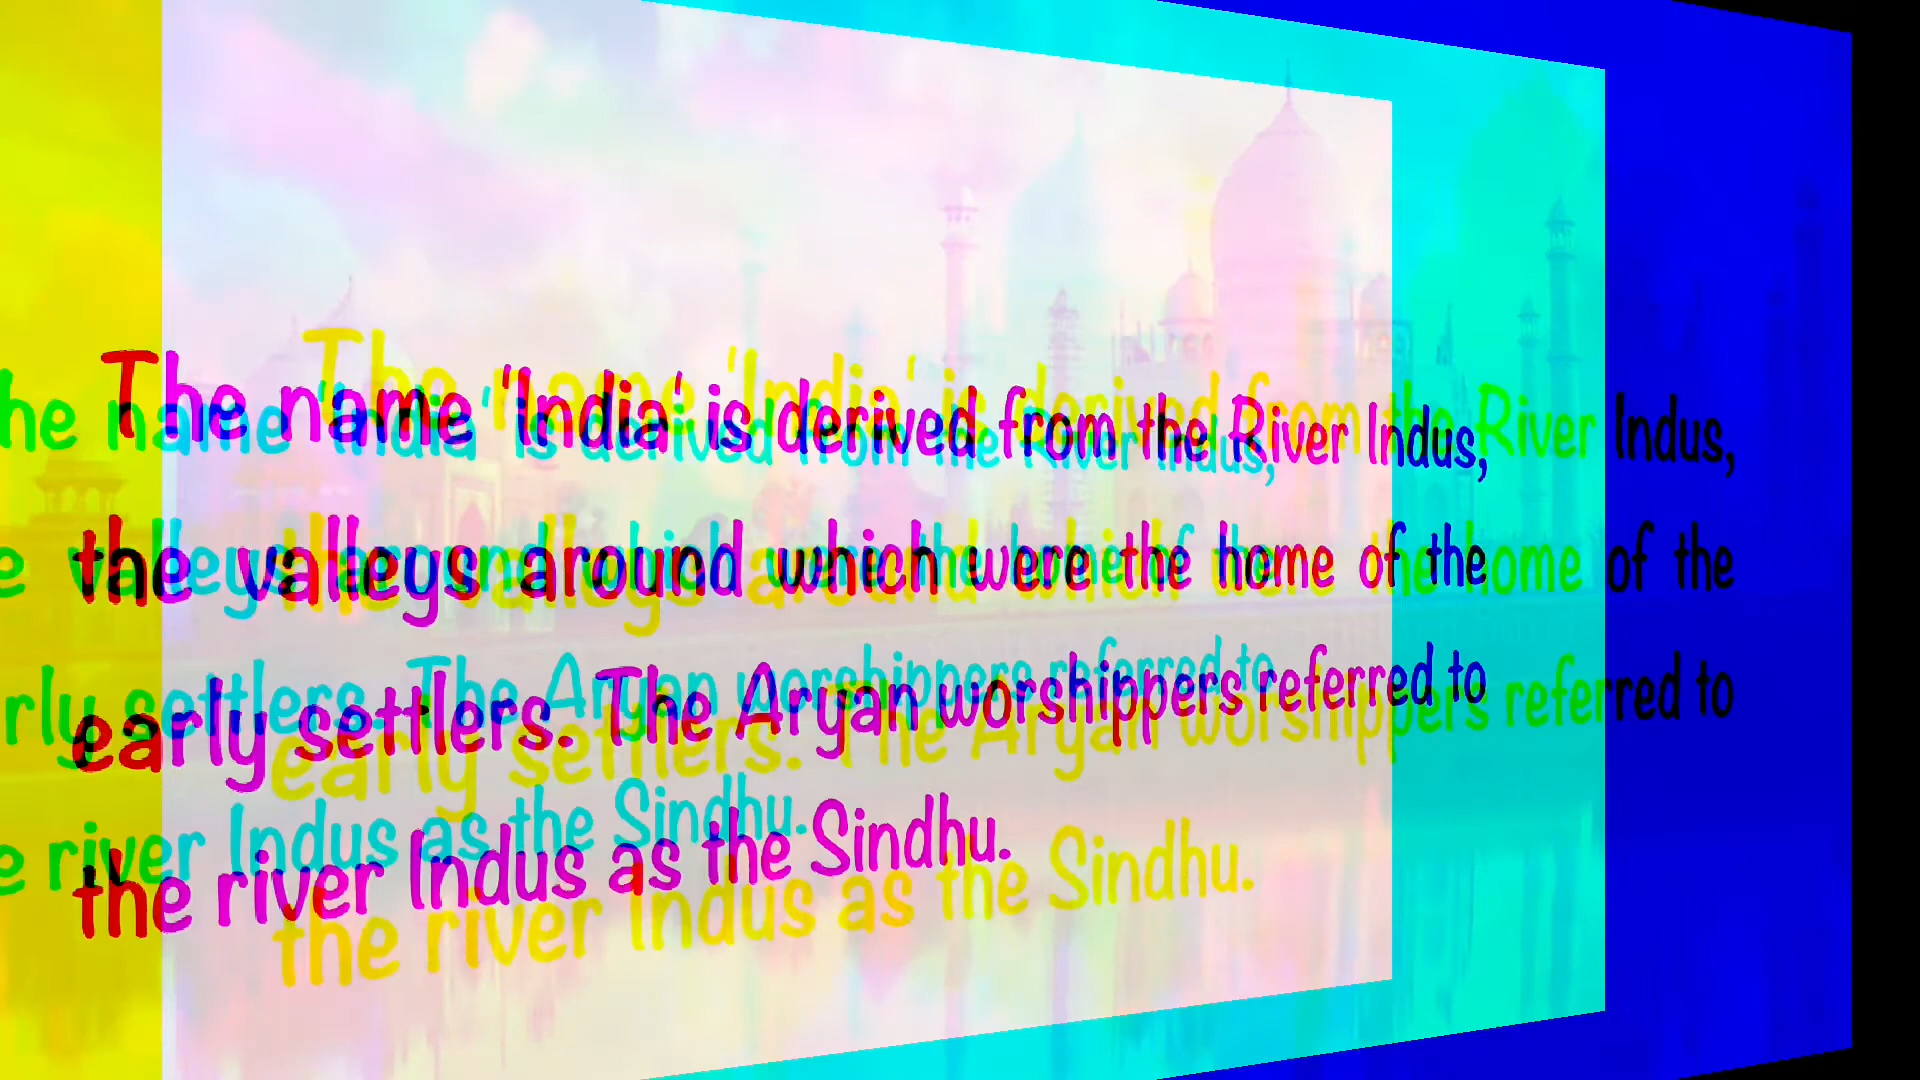 The name 'India' is derived from the River Indus,
the valleys around which were the home of the
early settlers. The Aryan worshippers referred to
the river Indus as the Sindhu.